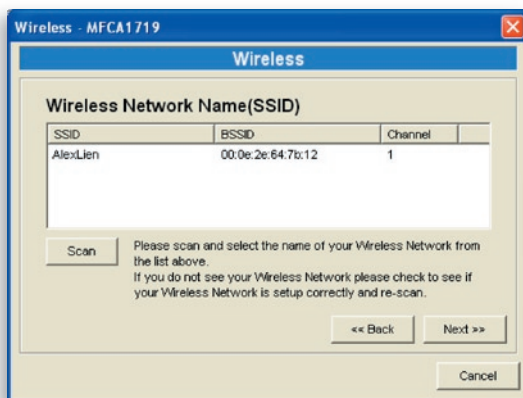 Wireless - MFCA1719
Wireless
Wireless Network Name(SSID)
SSID BSSID Channel
AlexLien 00:0e:2e:64:7b:12 1
Scan
Please scan and select the name of your Wireless Network from
the list above.
If you do not see your Wireless Network please check to see if
your Wireless Network is setup correctly and re-scan.
<< Back Next >>
Cancel